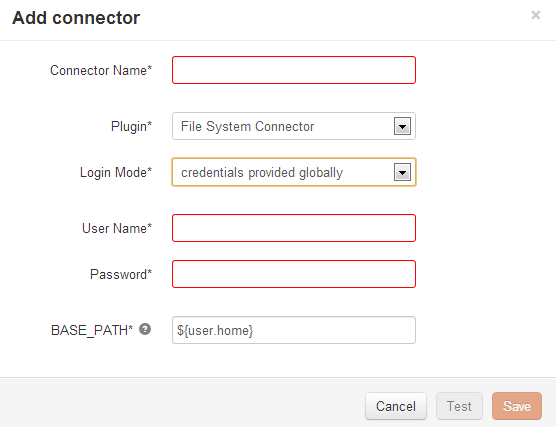 Add connector ×
Connector Name*
Plugin* File System Connector
Login Mode* credentials provided globally
User Name*
Password*
BASE_PATH* ? ${user.home}
Cancel Test Save